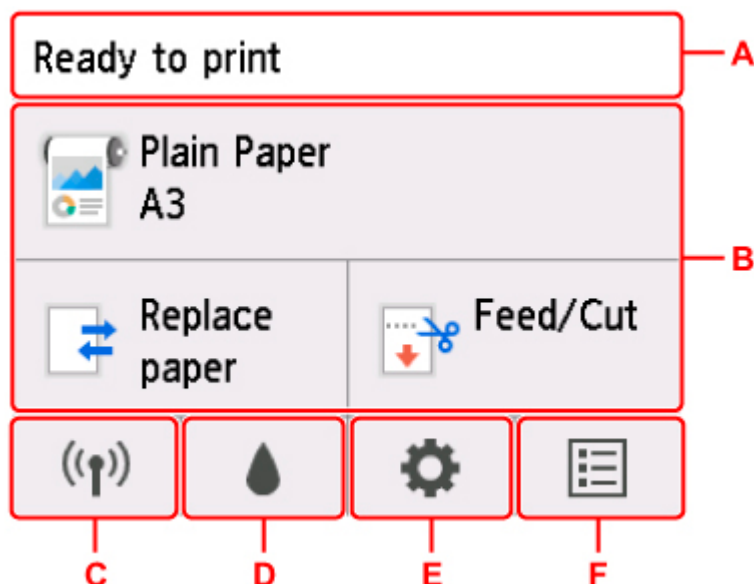 Ready to print
A
Plain Paper
A3
B
Replace
paper
Feed/Cut
C
D
E
F